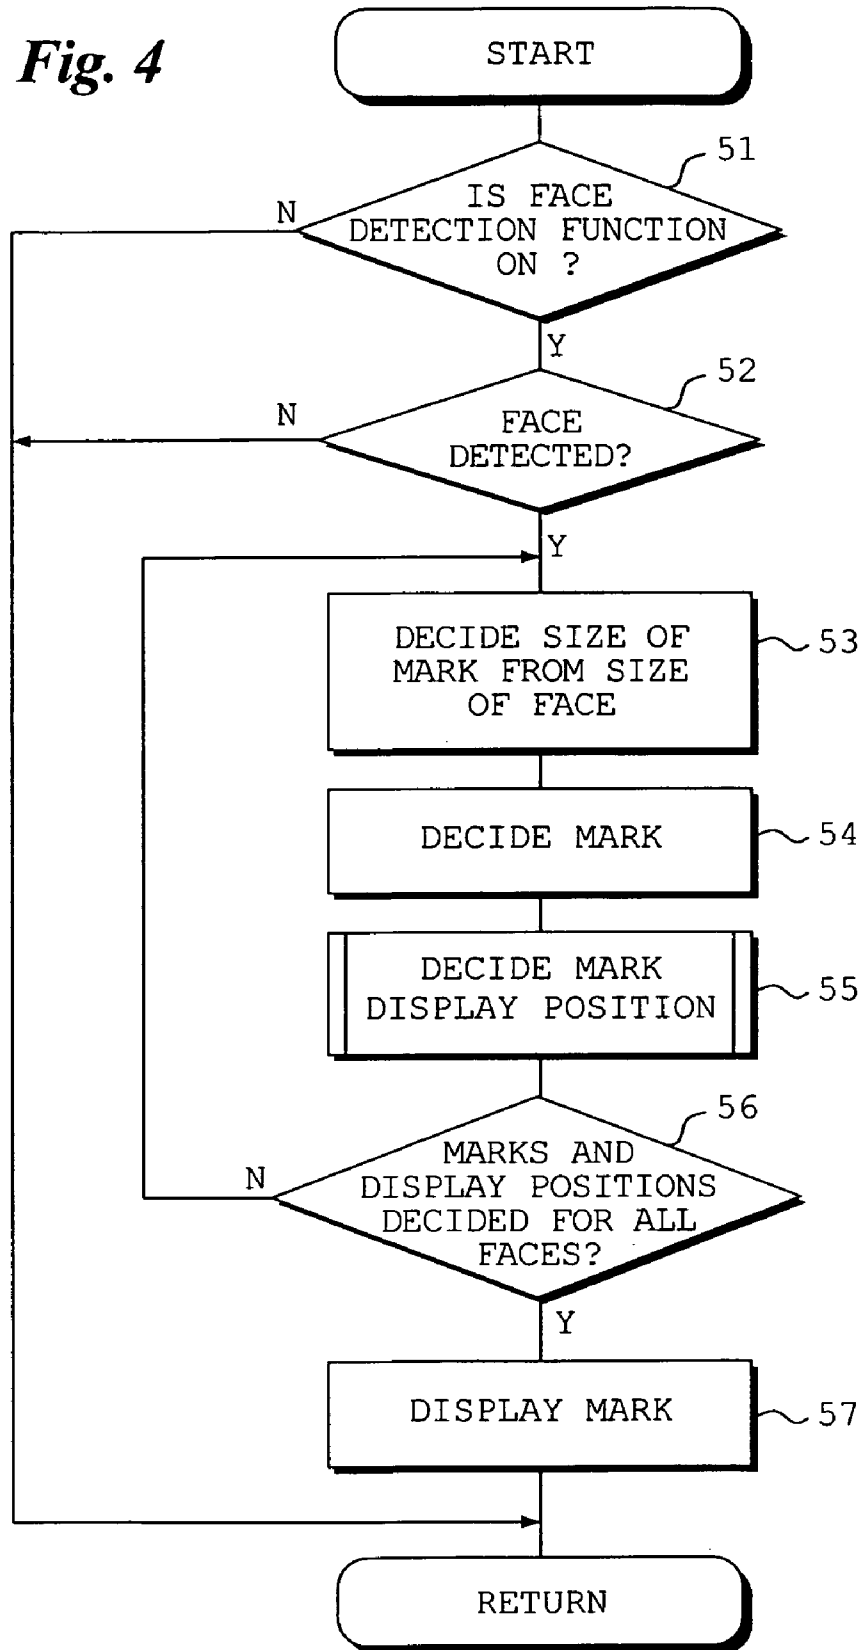 Fig. 4
START
51
IS FACE
DETECTION FUNCTION
ON ?
N
Y
52
FACE
DETECTED?
N
Y
DECIDE SIZE OF
MARK FROM SIZE
OF FACE
53
DECIDE MARK
54
DECIDE MARK
DISPLAY POSITION
55
56
MARKS AND
DISPLAY POSITIONS
DECIDED FOR ALL
FACES?
N
Y
DISPLAY MARK
57
RETURN